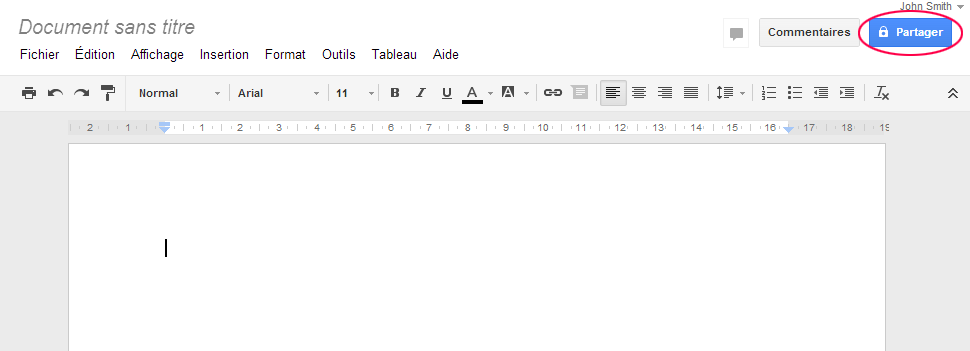 John Smith
Document sans titre
Commentaires Partager
Fichier Édition Affichage Insertion Format Outils Tableau Aide
Normal Arial 11 B I U A A
2 1 1 2 3 4 5 6 7 8 9 10 11 12 13 14 15 16 17 18 19